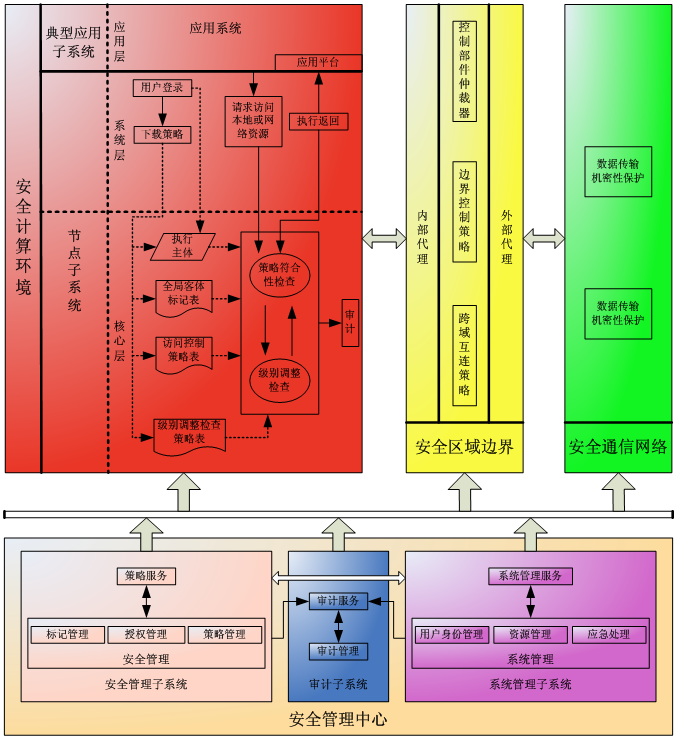 典型应用
子系统
应用层
应用系统
应用平台
用户登录
下载策略
请求访问
本地或网
络资源
执行返回
系统层
安全计算环境
节点子系统
核心层
执行
主体
全局客体
标记表
访问控制
策略表
级别调整检查
策略表
策略符合
性检查
级别调整
检查
审计
内部代理
控制部件仲裁器
边界控制策略
跨域互连策略
外部代理
安全区域边界
数据传输
机密性保护
数据传输
机密性保护
安全通信网络
策略服务
标记管理
授权管理
策略管理
安全管理
安全管理子系统
审计服务
审计管理
审计子系统
系统管理服务
用户身份管理
资源管理
应急处理
系统管理
系统管理子系统
安全管理中心